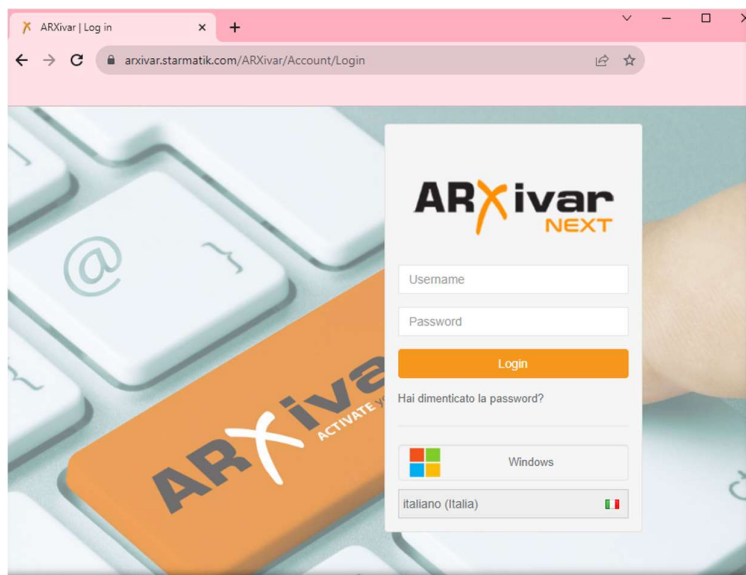 ARXivar | Log in
arxivar.starmatik.com/ARXivar/Account/Login
ARXivar
NEXT
Username
Password
Login
Hai dimenticato la password?
Windows
italiano (Italia)
@
}
ARXiva
ACTIVATE